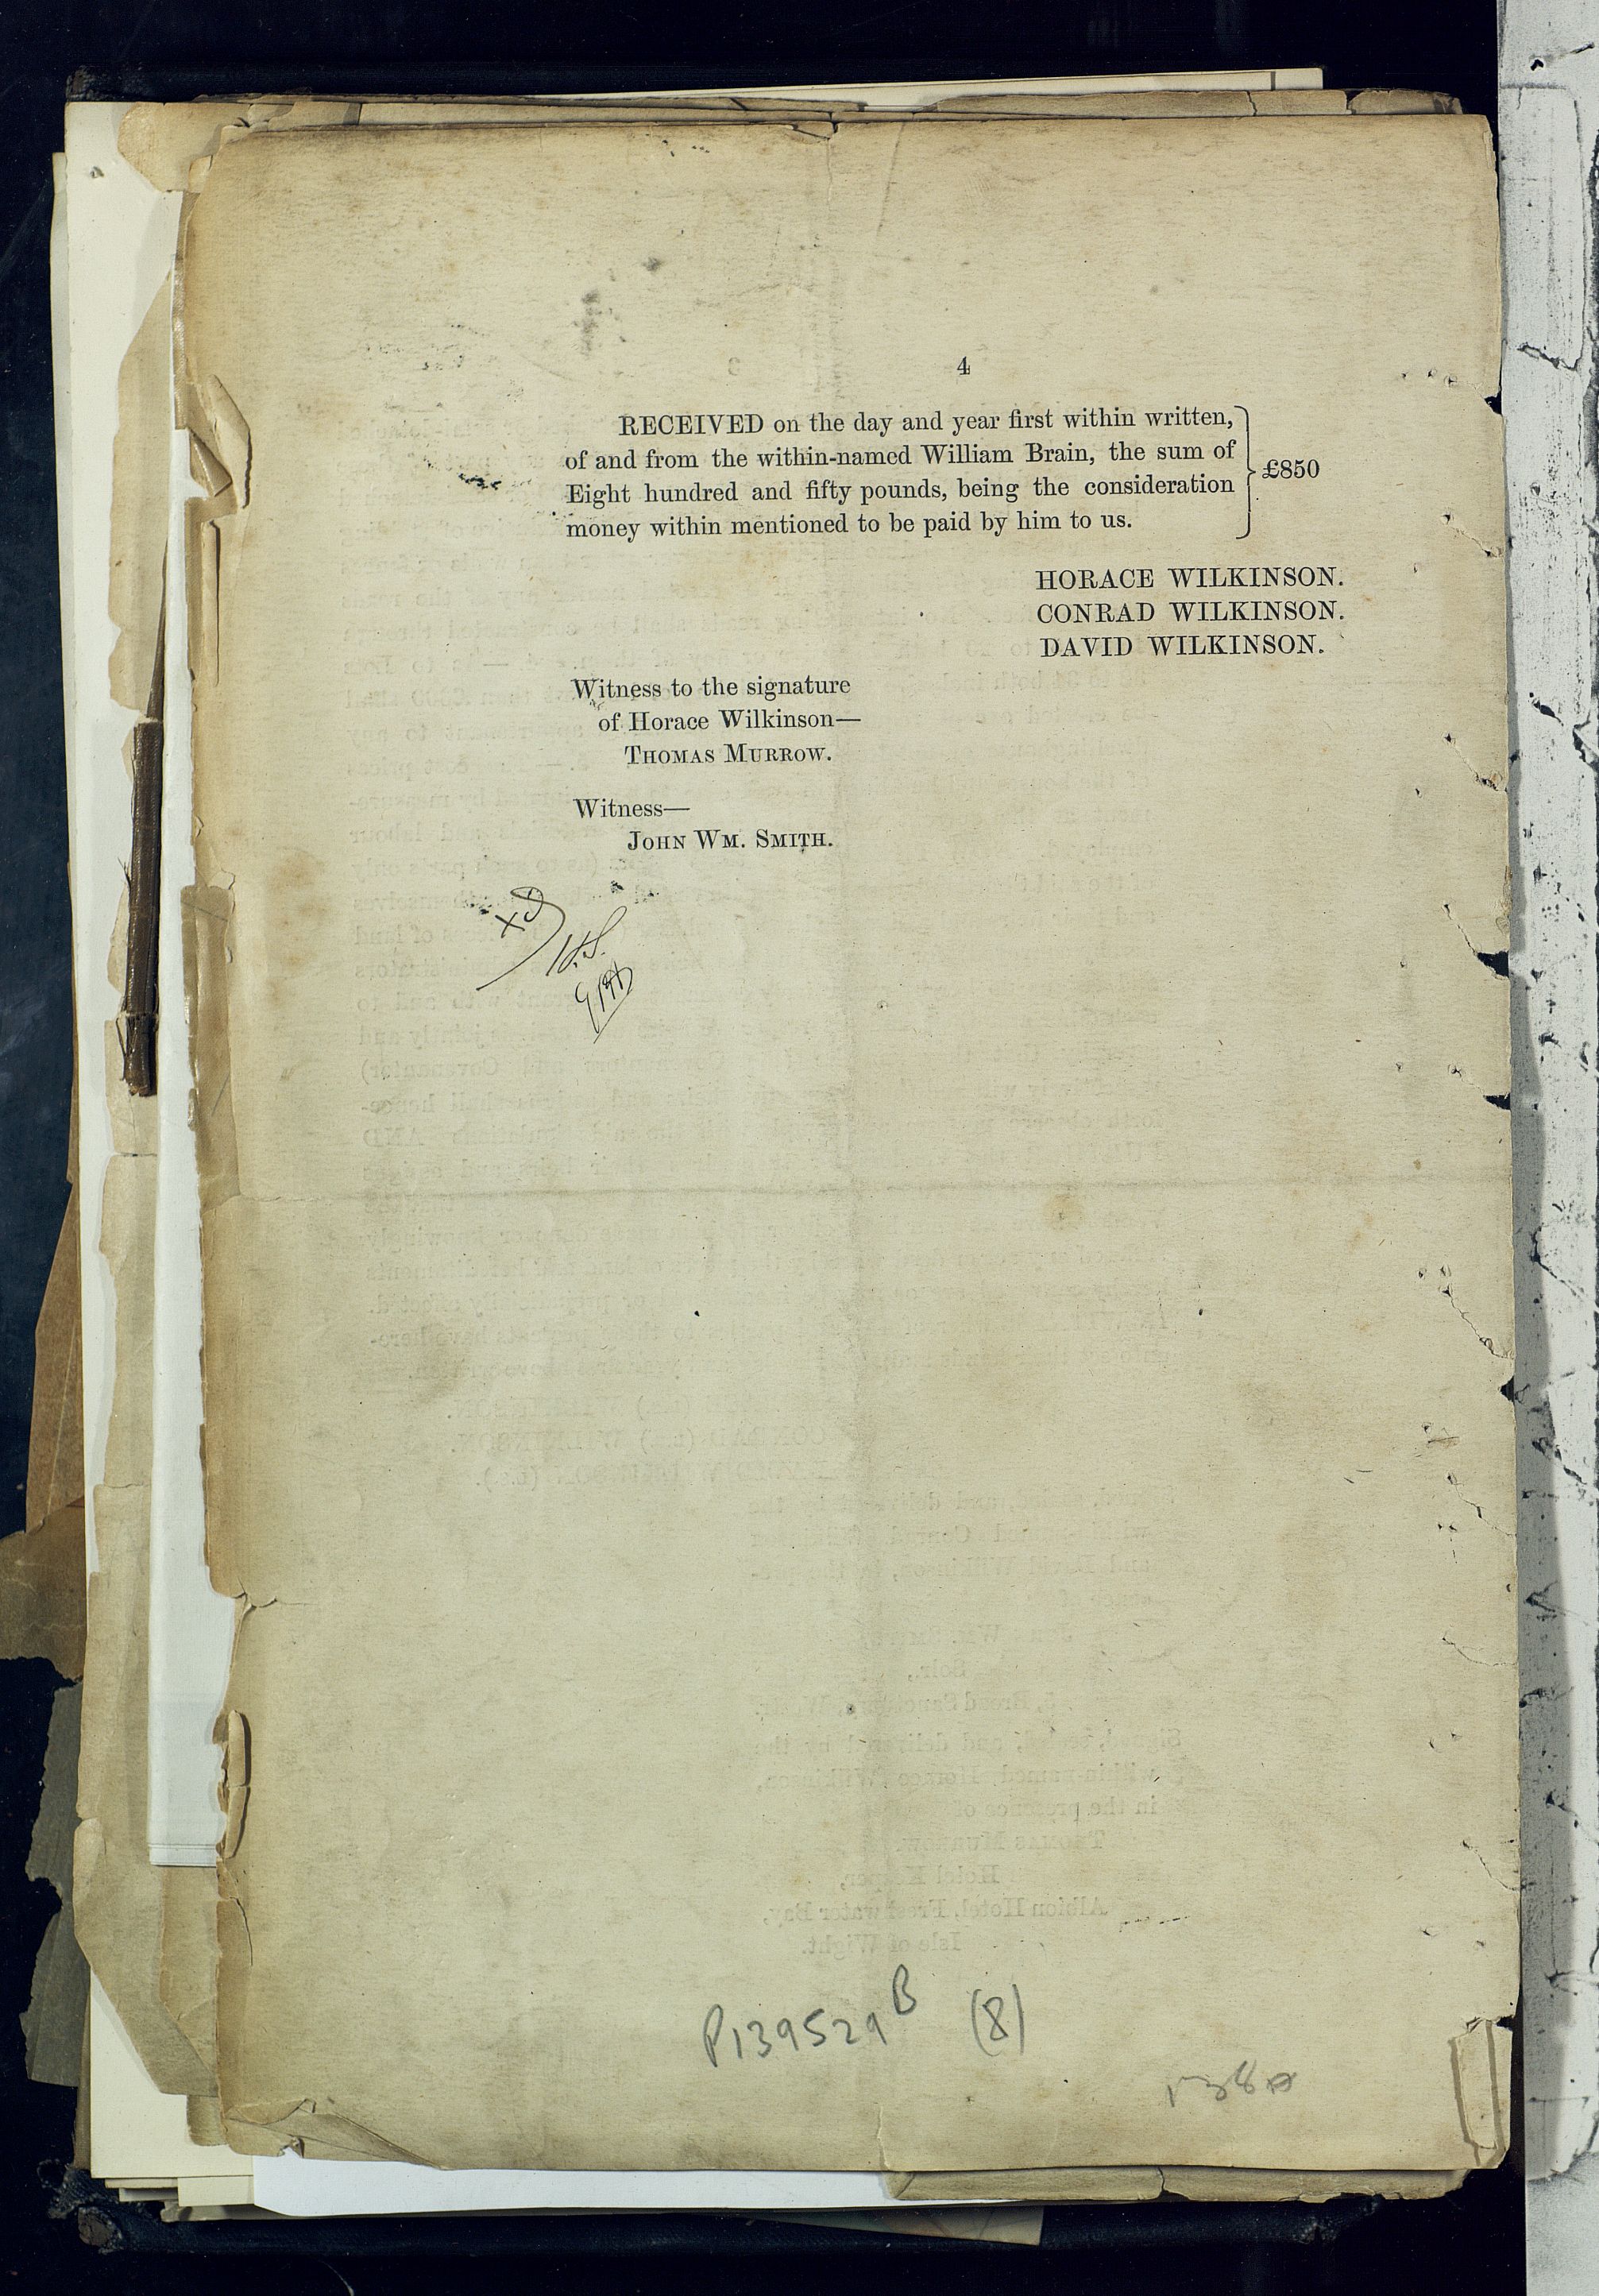 4
RECEIVED on the day and year first within written,
of and from the within-named William Brain, the sum of
Eight hundred and fifty pounds, being the consideration
money within mentioned to be paid by him to us.
£850
HORACE WILKINSON.
CONRAD WILKINSON.
DAVID WILKINSON.
Witness to the signature
of Horace Wilkinson—
THOMAS MURROW.
Witness—
JOHN WM. SMITH.
P139529 B (8)